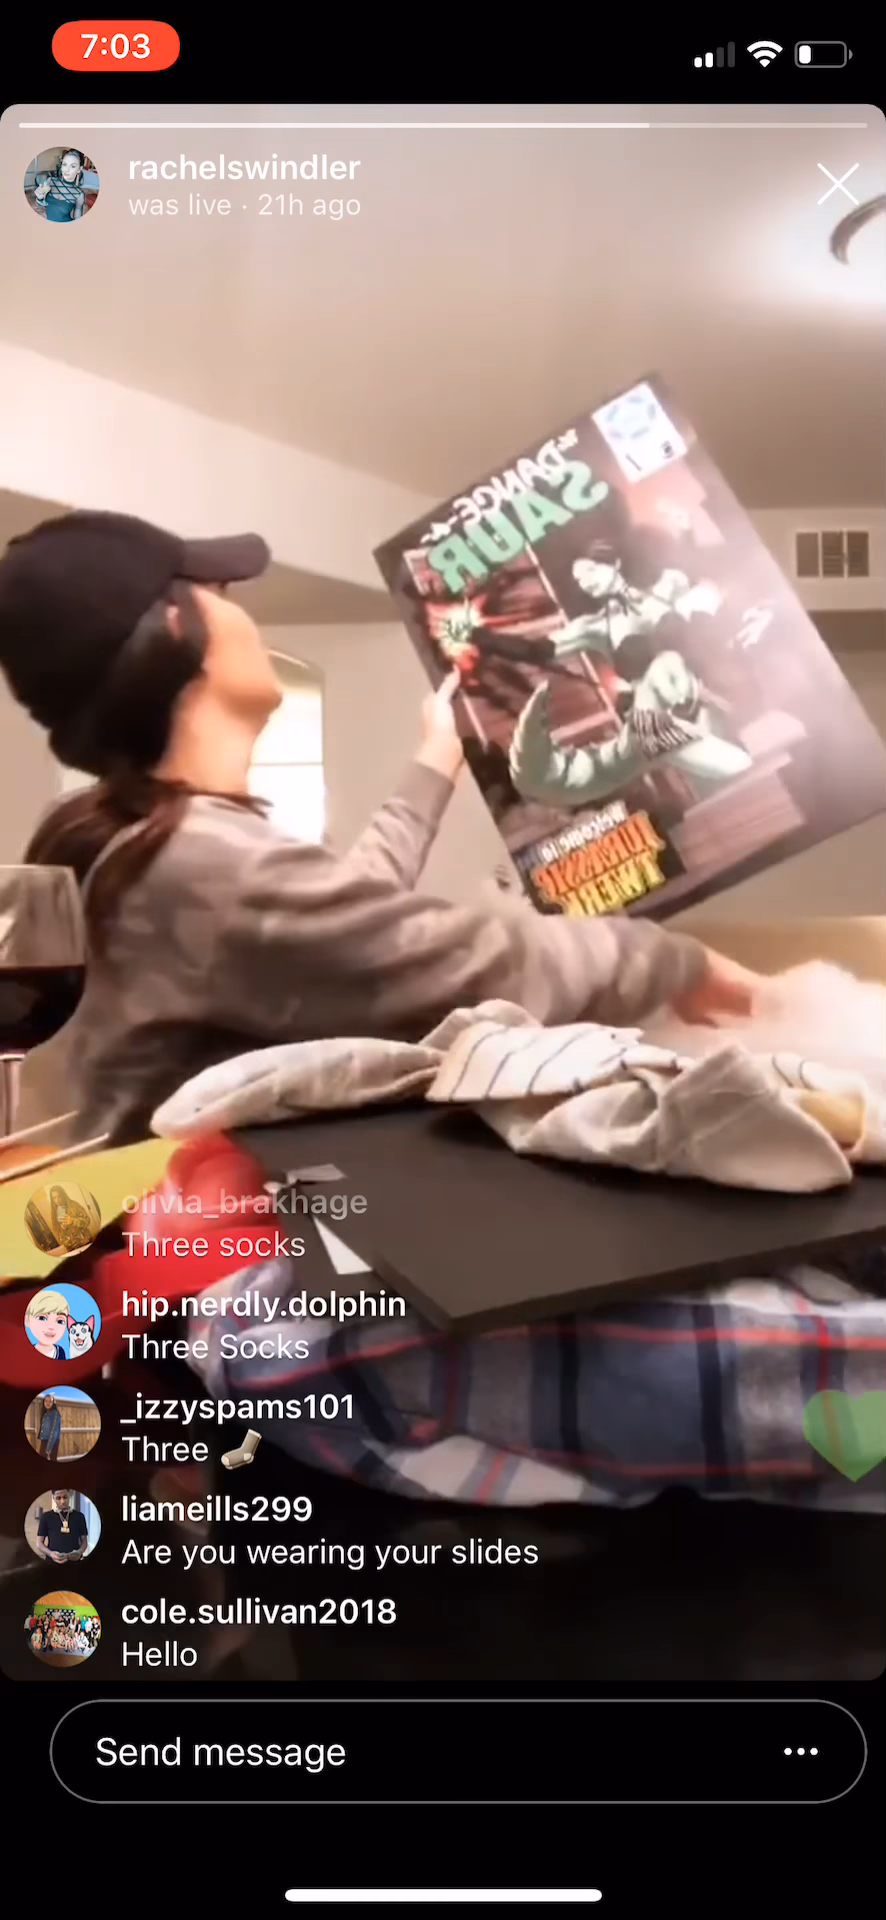 7:03
rachelswindler
was live · 21h ago
The
DANCE-A-
SAUR
Welcome to
JURASSIC
TWERK
olivia_brakhage
Three socks
hip.nerdly.dolphin
Three Socks
_izzyspams101
Three 🧦
liameills299
Are you wearing your slides
cole.sullivan2018
Hello
Send message